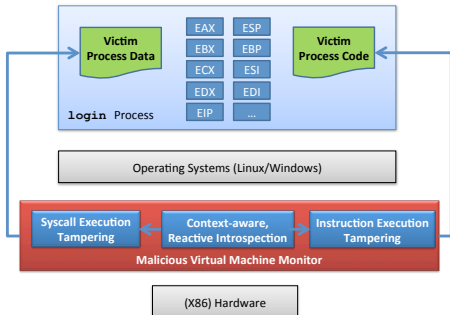 Victim
Process Data
EAX
ESP
EBX
EBP
ECX
ESI
EDX
EDI
EIP
...
Victim
Process Code
login Process
Operating Systems (Linux/Windows)
Syscall Execution
Tampering
Context-aware,
Reactive Introspection
Instruction Execution
Tampering
Malicious Virtual Machine Monitor
(X86) Hardware